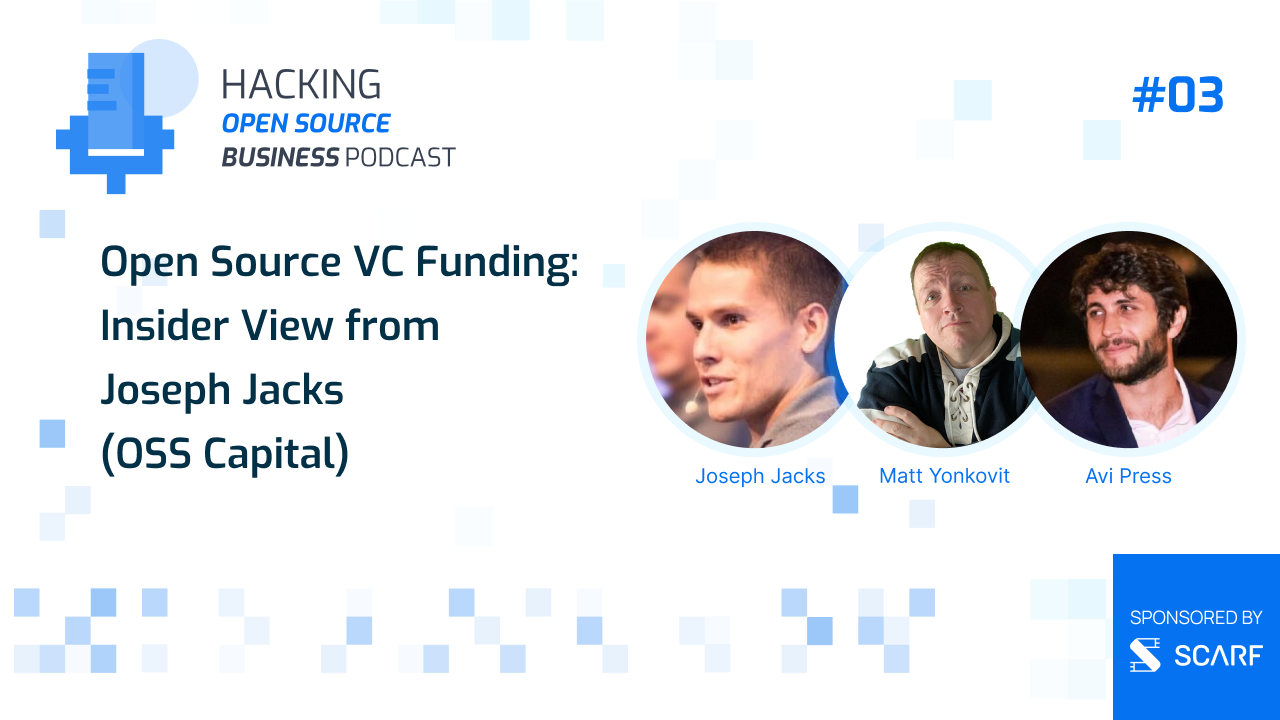 HACKING
OPEN SOURCE
BUSINESS PODCAST
#03
Open Source VC Funding:
Insider View from
Joseph Jacks
(OSS Capital)
Joseph Jacks
Matt Yonkovit
Avi Press
SPONSORED BY
SCARF